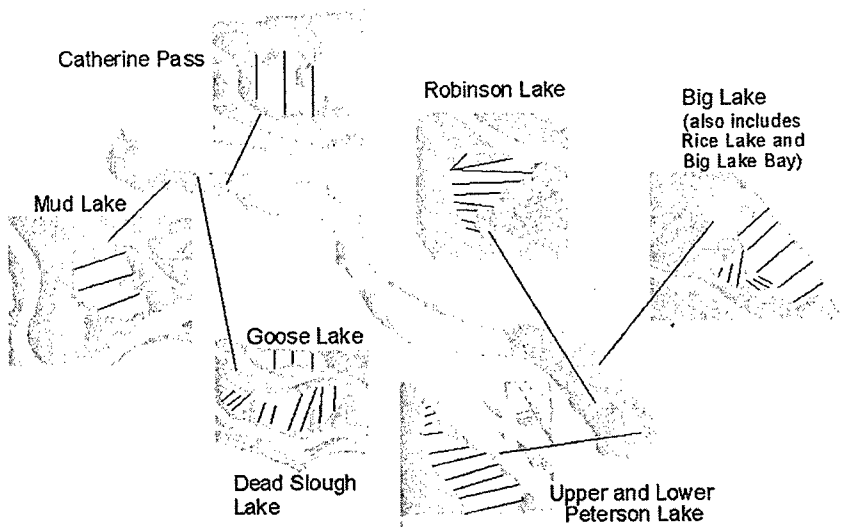 Catherine Pass
Robinson Lake
Big Lake
(also includes
Rice Lake and
Big Lake Bay)
Mud Lake
Goose Lake
Dead Slough
Lake
Upper and Lower
Peterson Lake